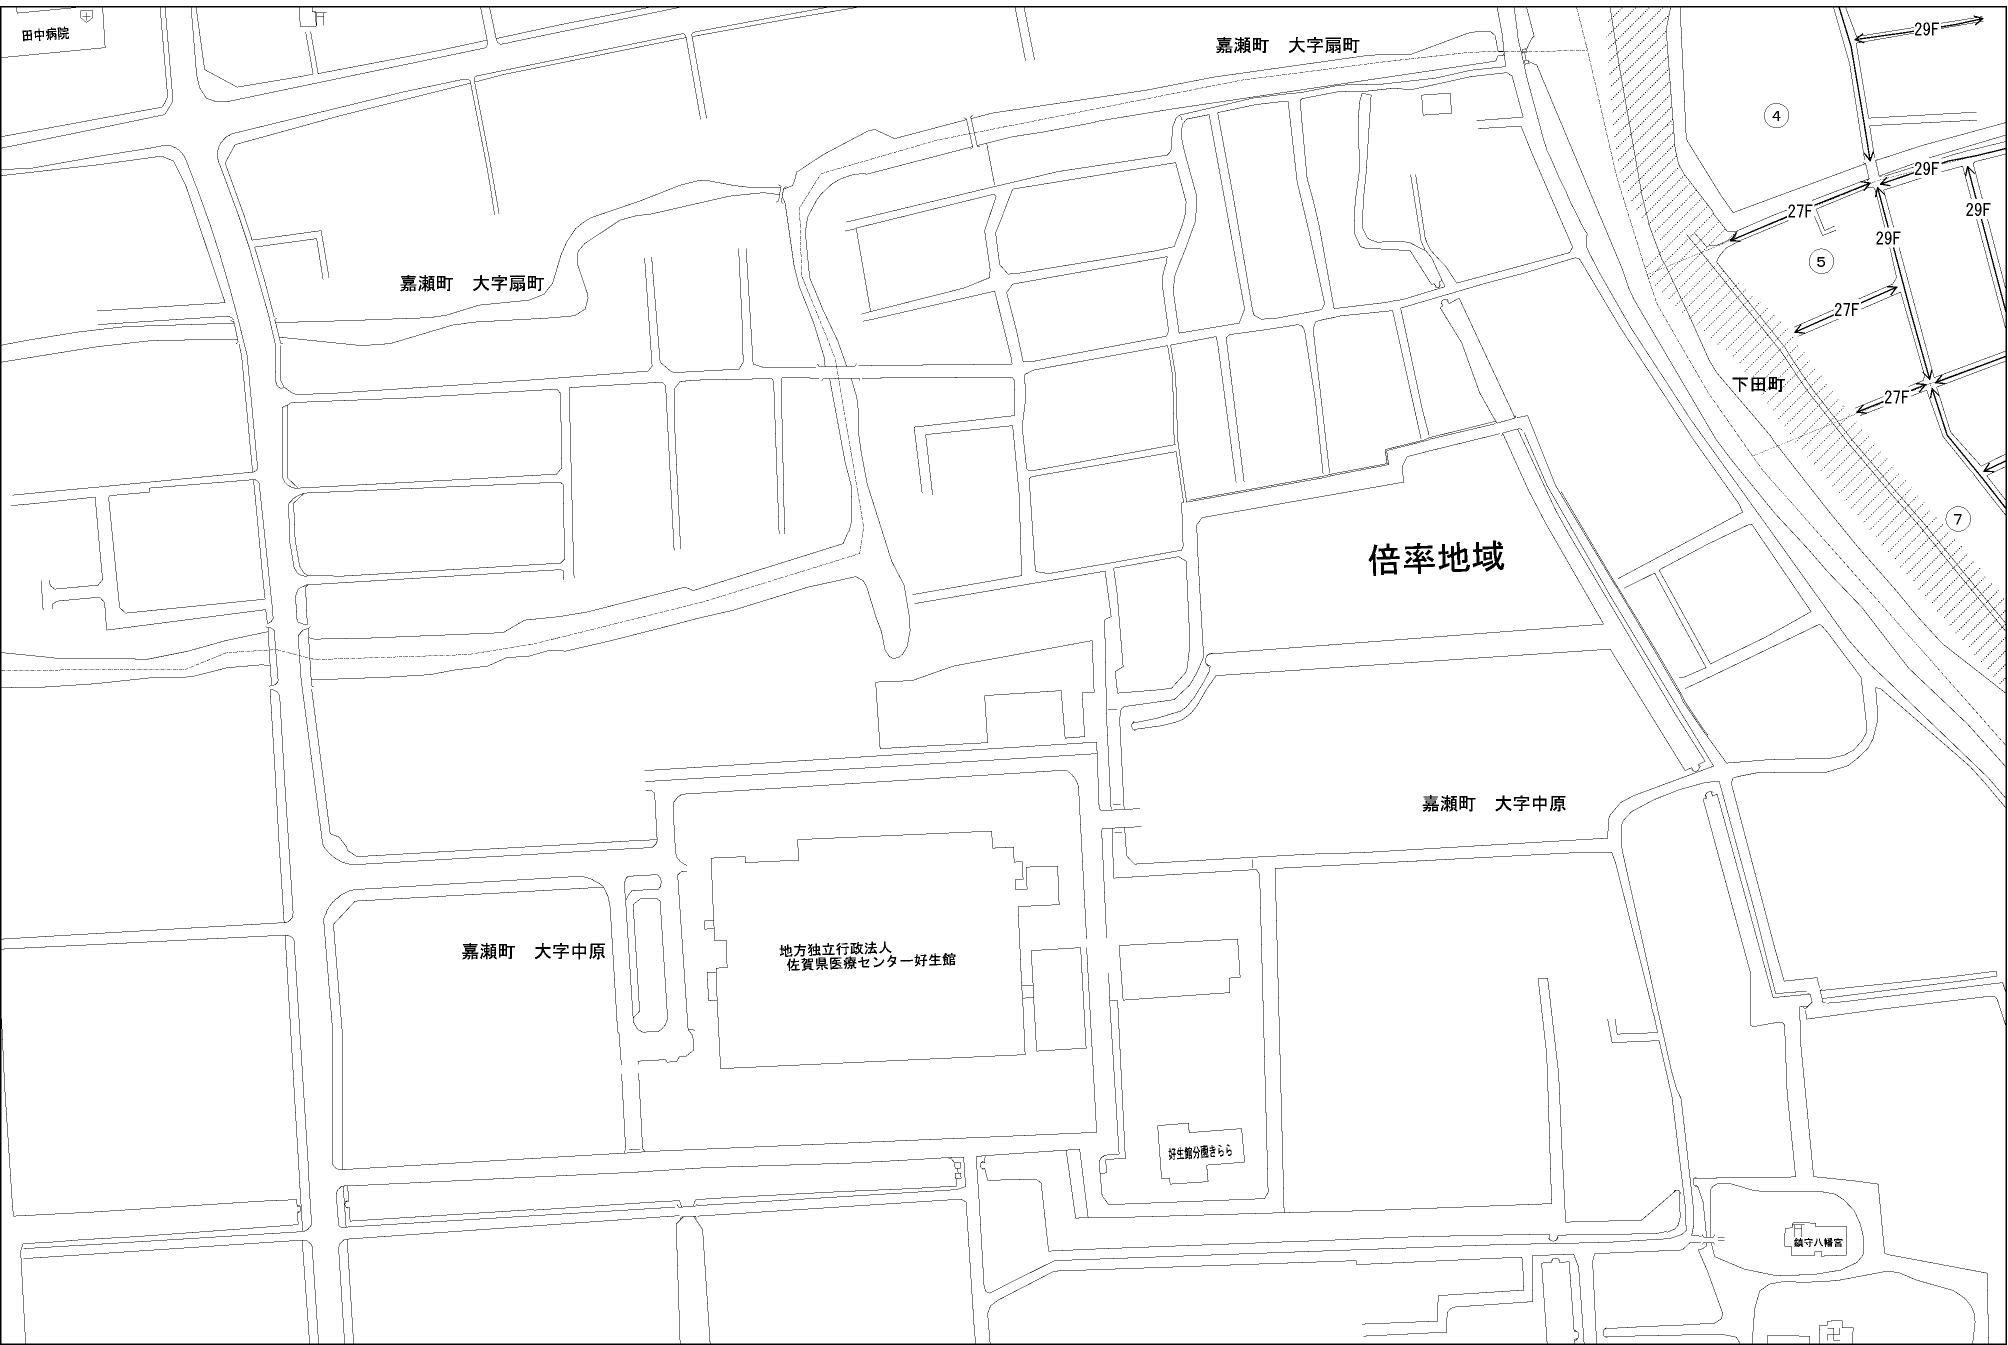 田中病院
嘉瀬町　大字扇町
29F
4
29F
27F
29F
29F
5
嘉瀬町　大字扇町
27F
下田町
27F
7
倍率地域
嘉瀬町　大字中原
嘉瀬町　大字中原
地方独立行政法人
佐賀県医療センター好生館
好生館分園きらら
鎮守八幡宮